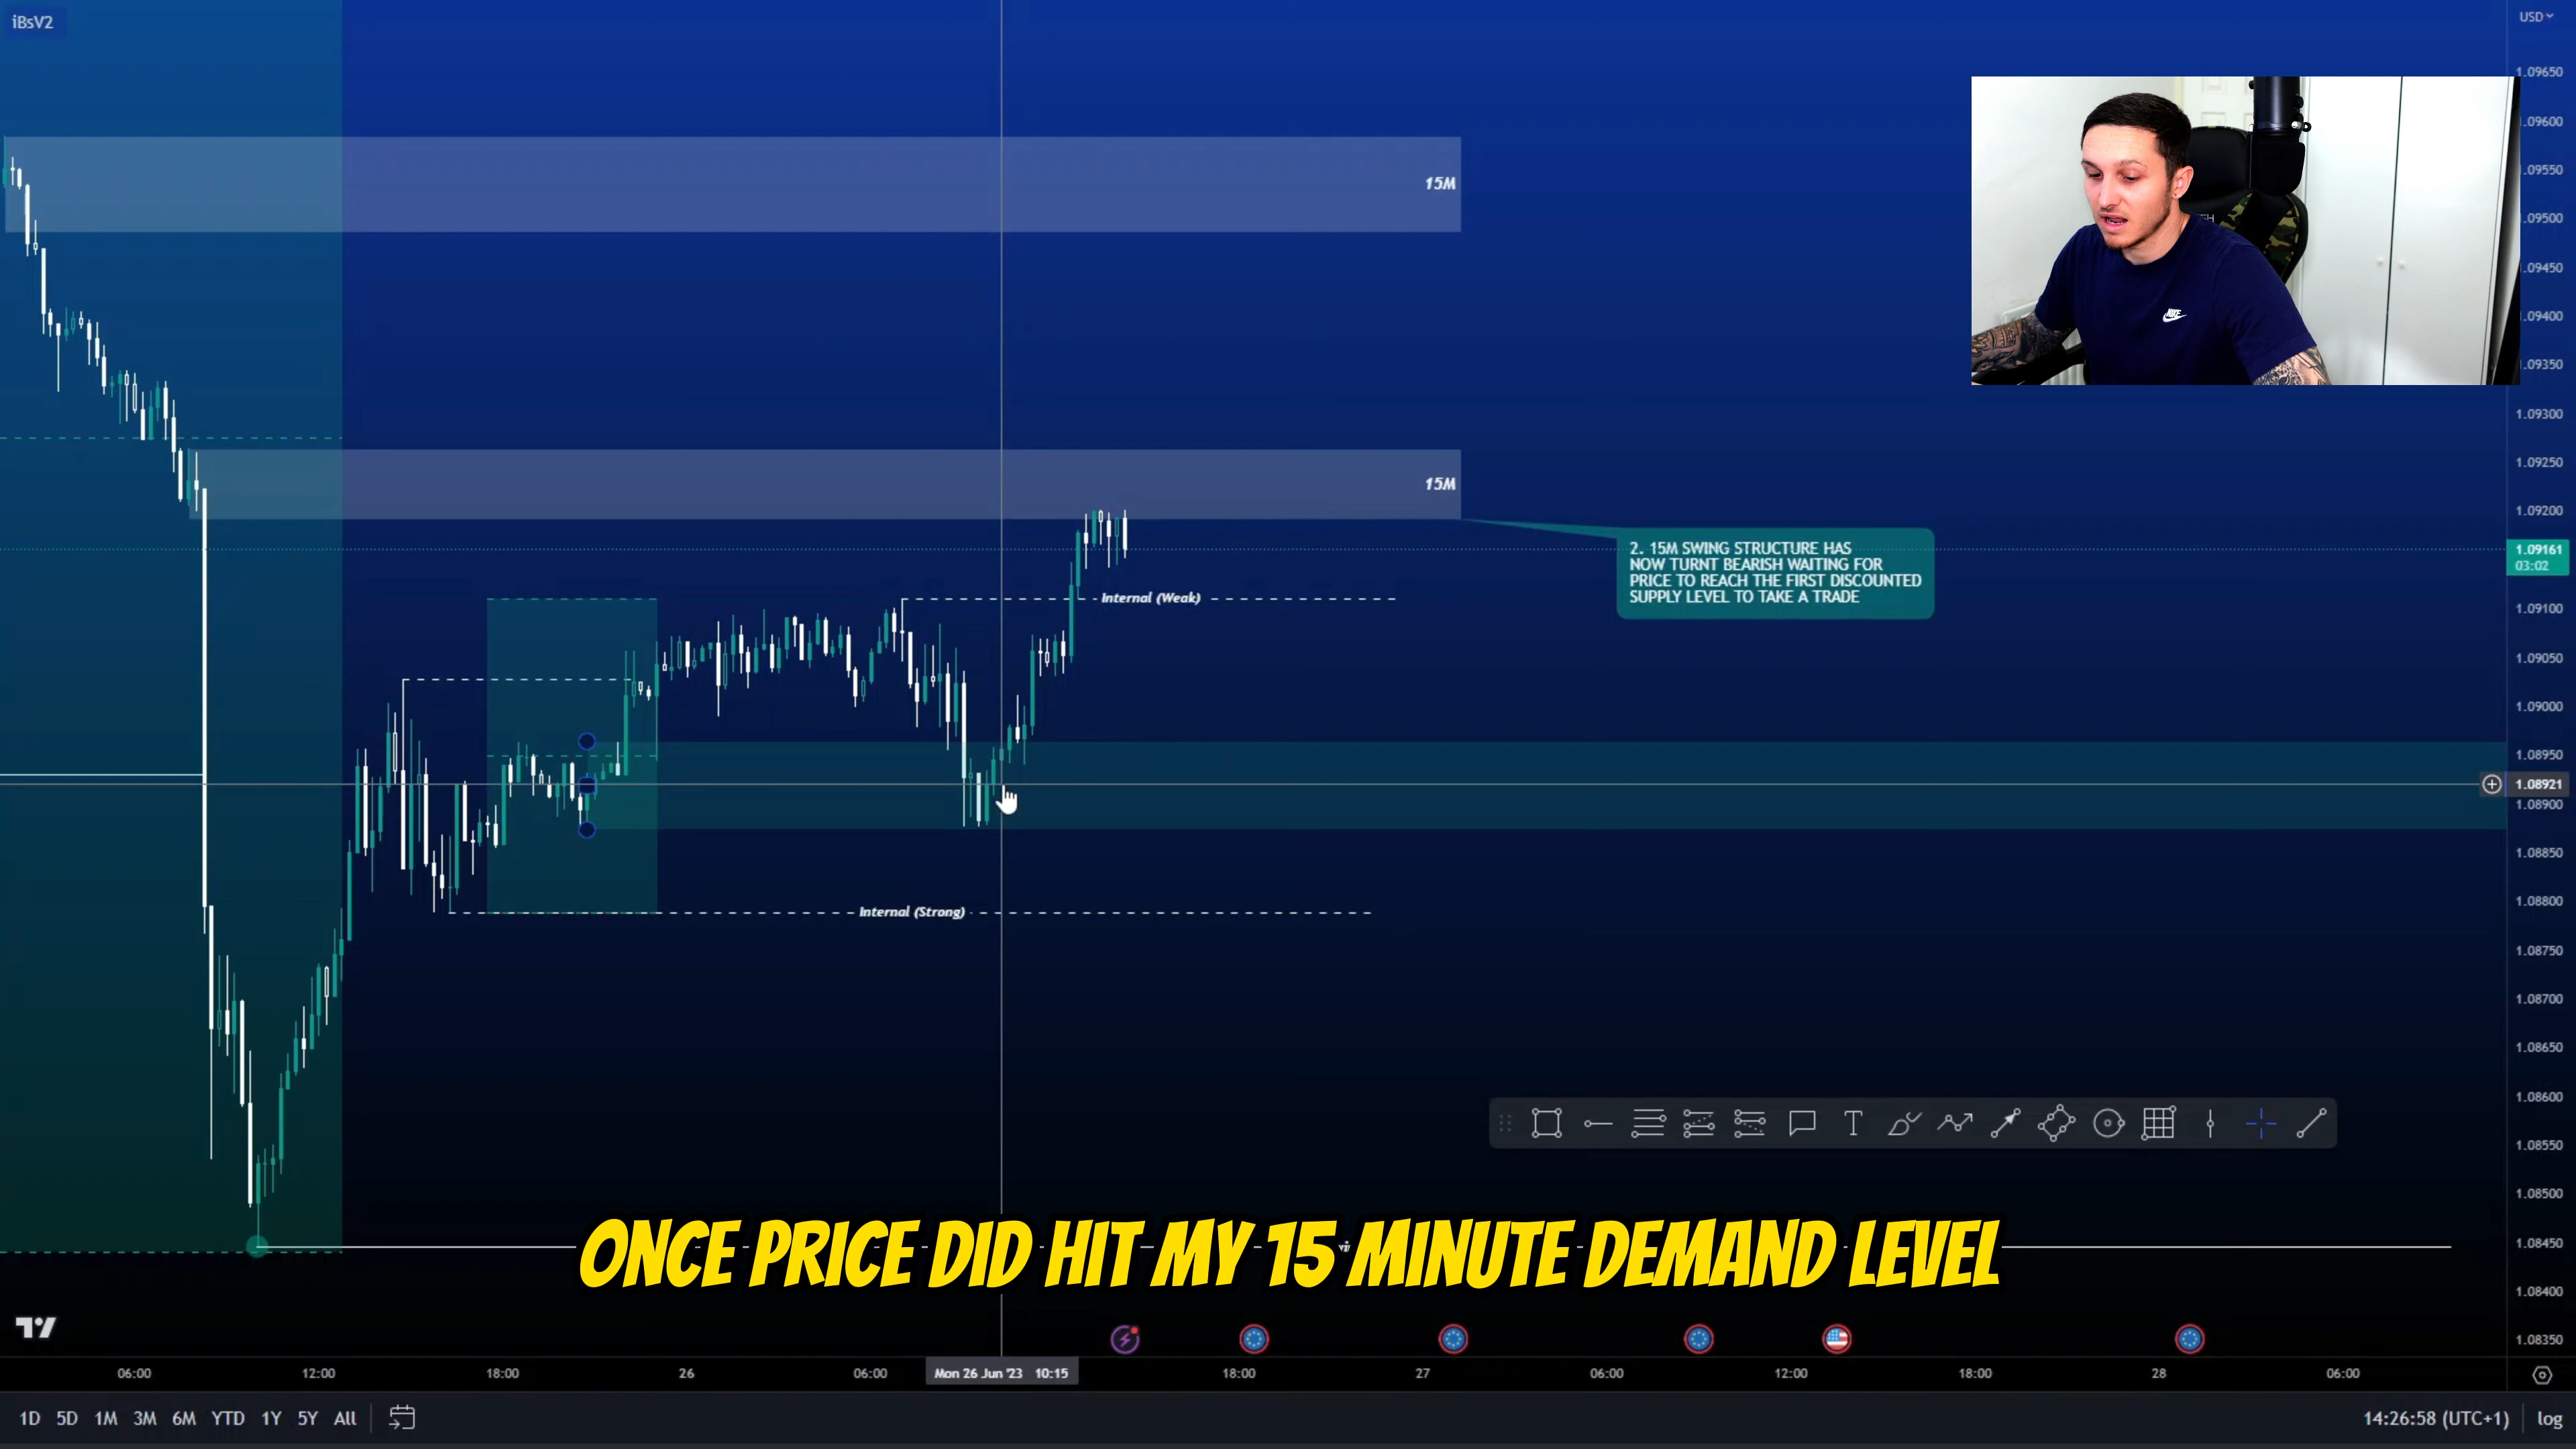 iBsV2
USD
1.09650
.09600
.09550
.09500
.09450
.09400
.09350
1.09300
1.09250
1.09200
1.09161
03:02
1.09100
1.09050
1.09000
1.08950
1.08921
1.08900
1.08850
1.08800
1.08750
1.08700
1.08650
1.08600
1.08550
1.08500
1.08450
1.08400
1.08350
15M
15M
2. 15M SWING STRUCTURE HAS
NOW TURNT BEARISH WAITING FOR
PRICE TO REACH THE FIRST DISCOUNTED
SUPPLY LEVEL TO TAKE A TRADE
Internal (Weak)
Internal (Strong)
ONCE PRICE DID HIT MY 15 MINUTE DEMAND LEVEL
06:00 12:00 18:00 26 06:00 Mon 26 Jun '23 10:15 18:00 27 06:00 12:00 18:00 28 06:00
1D 5D 1M 3M 6M YTD 1Y 5Y All 14:26:58 (UTC+1) log